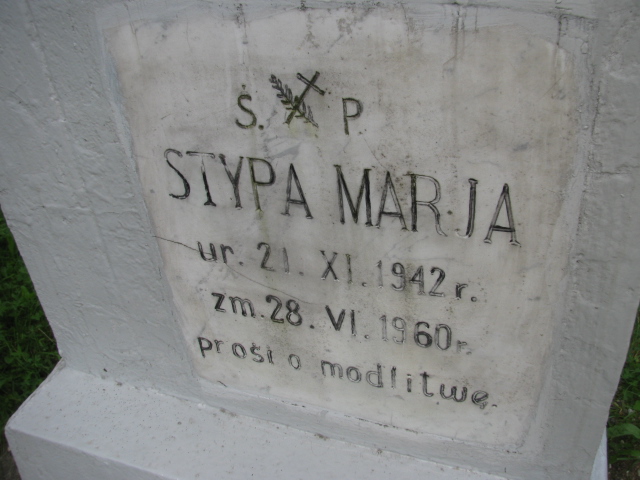 Ś. P.
STYPA MARJA
ur. 21. XI. 1942 r.
zm. 28. VI. 1960 r.
prosi o modlitwę.